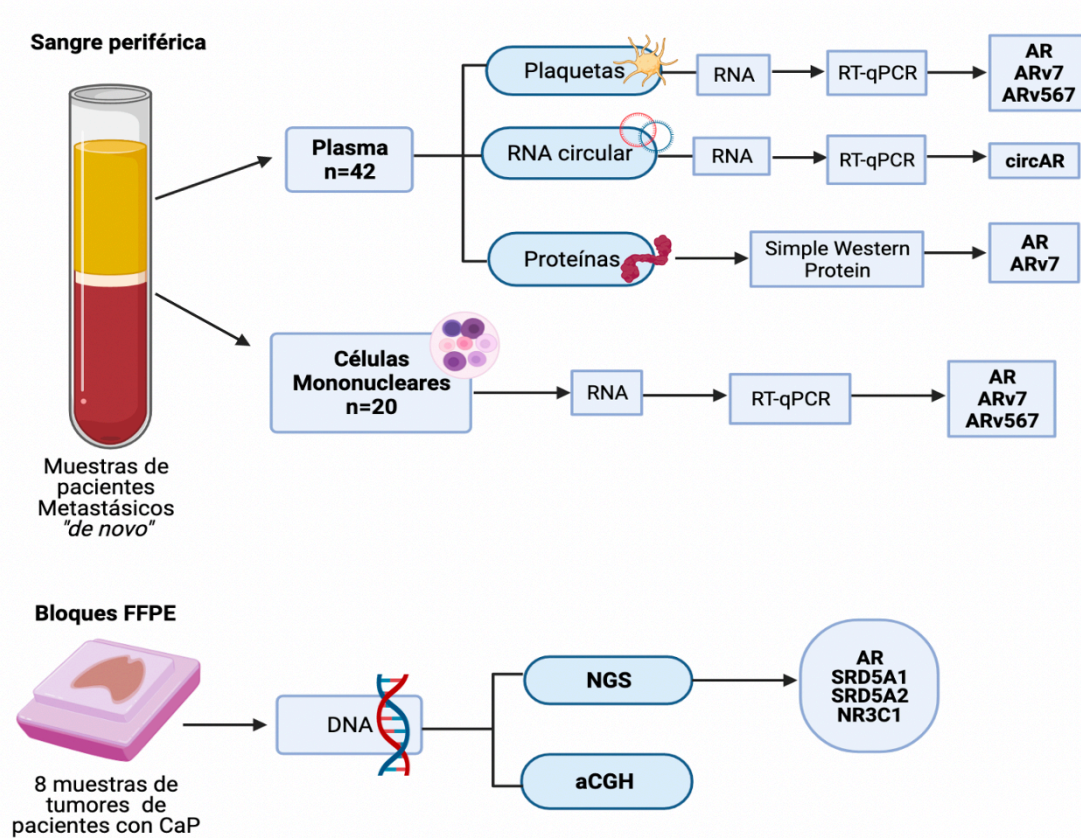 Sangre periférica
Plasma
n=42
Plaquetas
RNA
RT-qPCR
AR
ARv7
ARv567
RNA circular
RNA
RT-qPCR
circAR
Proteínas
Simple Western
Protein
AR
ARv7
Células
Mononucleares
n=20
RNA
RT-qPCR
AR
ARv7
ARv567
Muestras de
pacientes
Metastásicos
"de novo"
Bloques FFPE
DNA
NGS
AR
SRD5A1
SRD5A2
NR3C1
aCGH
8 muestras de
tumores de
pacientes con CaP